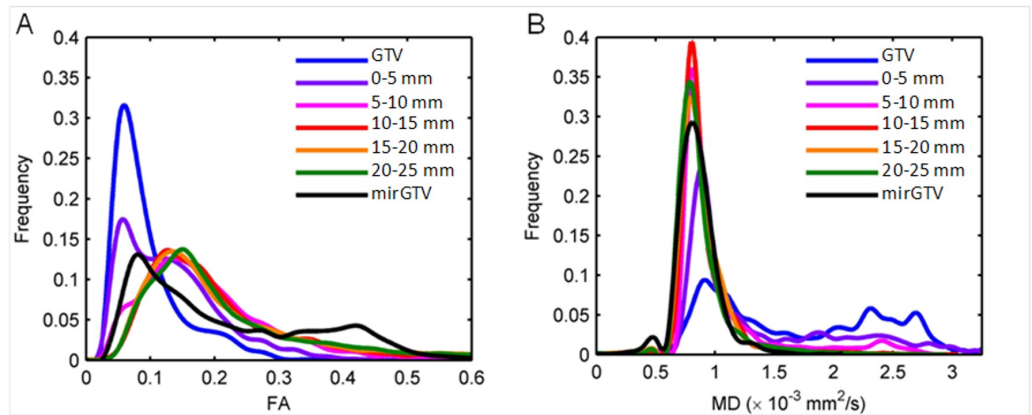 A
0.4
0.35
0.3
0.25
0.2
0.15
0.1
0.05
0
Frequency
0 0.1 0.2 0.3 0.4 0.5 0.6
FA
GTV
0-5 mm
5-10 mm
10-15 mm
15-20 mm
20-25 mm
mirGTV
B
0.4
0.35
0.3
0.25
0.2
0.15
0.1
0.05
0
Frequency
0 0.5 1 1.5 2 2.5 3
MD (× 10⁻³ mm²/s)
GTV
0-5 mm
5-10 mm
10-15 mm
15-20 mm
20-25 mm
mirGTV